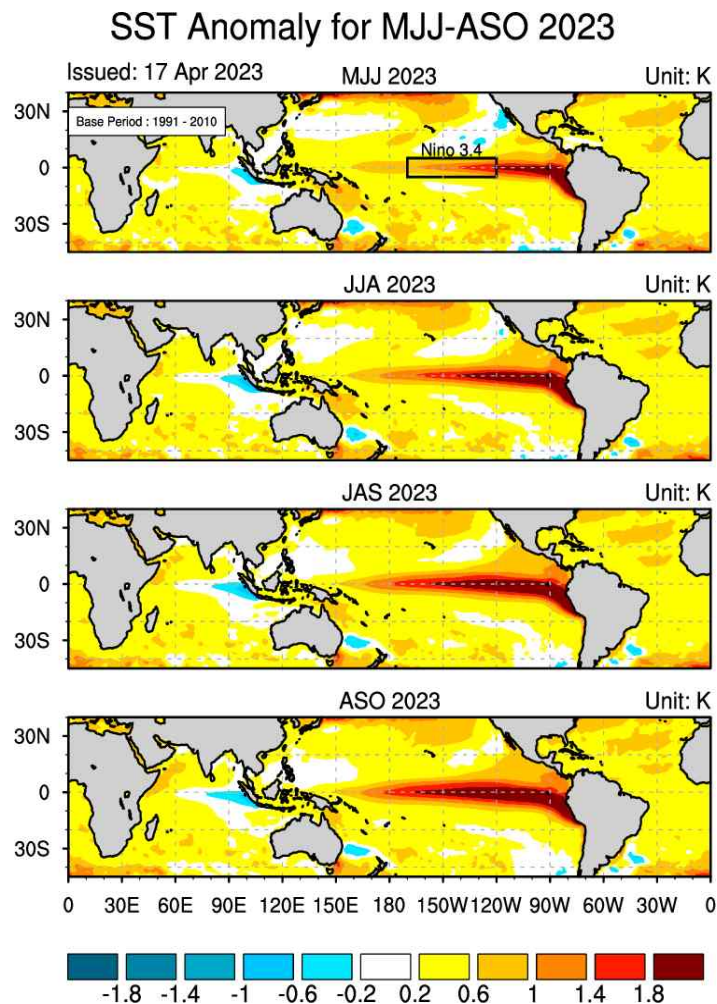 SST Anomaly for MJJ-ASO 2023
Issued: 17 Apr 2023 MJJ 2023 Unit: K
30N
Base Period : 1991 - 2010
Nino 3.4
0
30S
JJA 2023 Unit: K
30N
0
30S
JAS 2023 Unit: K
30N
0
30S
ASO 2023 Unit: K
30N
0
30S
0 30E 60E 90E 120E 150E 180 150W 120W 90W 60W 30W 0
-1.8 -1.4 -1 -0.6 -0.2 0.2 0.6 1 1.4 1.8